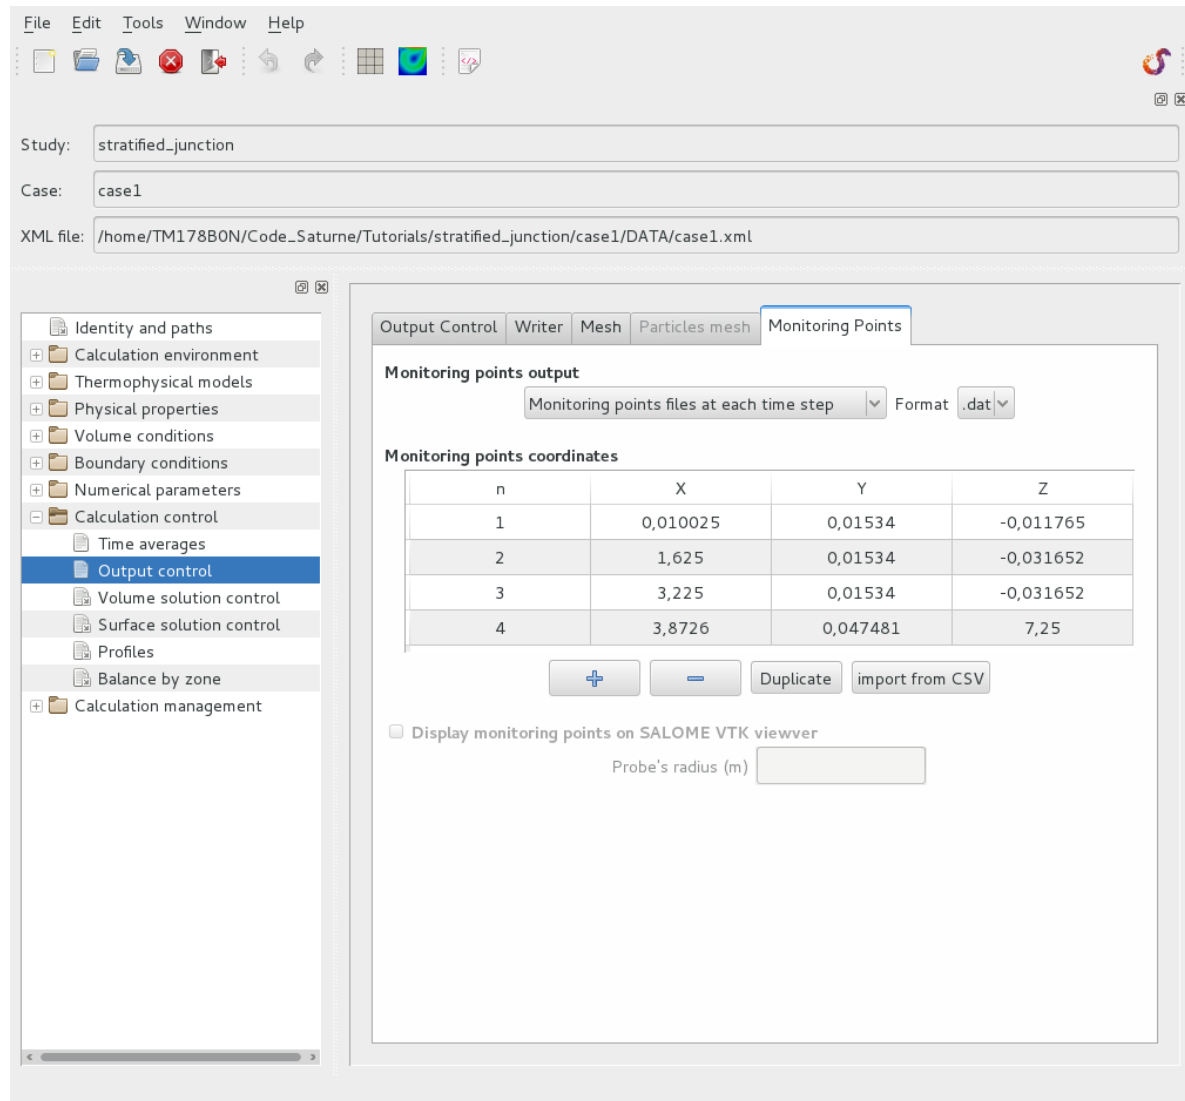 File Edit Tools Window Help
Study: stratified_junction
Case: case1
XML file: /home/TM178B0N/Code_Saturne/Tutorials/stratified_junction/case1/DATA/case1.xml
Identity and paths
Calculation environment
Thermophysical models
Physical properties
Volume conditions
Boundary conditions
Numerical parameters
Calculation control
Time averages
Output control
Volume solution control
Surface solution control
Profiles
Balance by zone
Calculation management
Output Control Writer Mesh Particles mesh Monitoring Points
Monitoring points output
Monitoring points files at each time step Format .dat
Monitoring points coordinates
n X Y Z
1 0,010025 0,01534 -0,011765
2 1,625 0,01534 -0,031652
3 3,225 0,01534 -0,031652
4 3,8726 0,047481 7,25
Duplicate import from CSV
Display monitoring points on SALOME VTK viewver
Probe's radius (m)